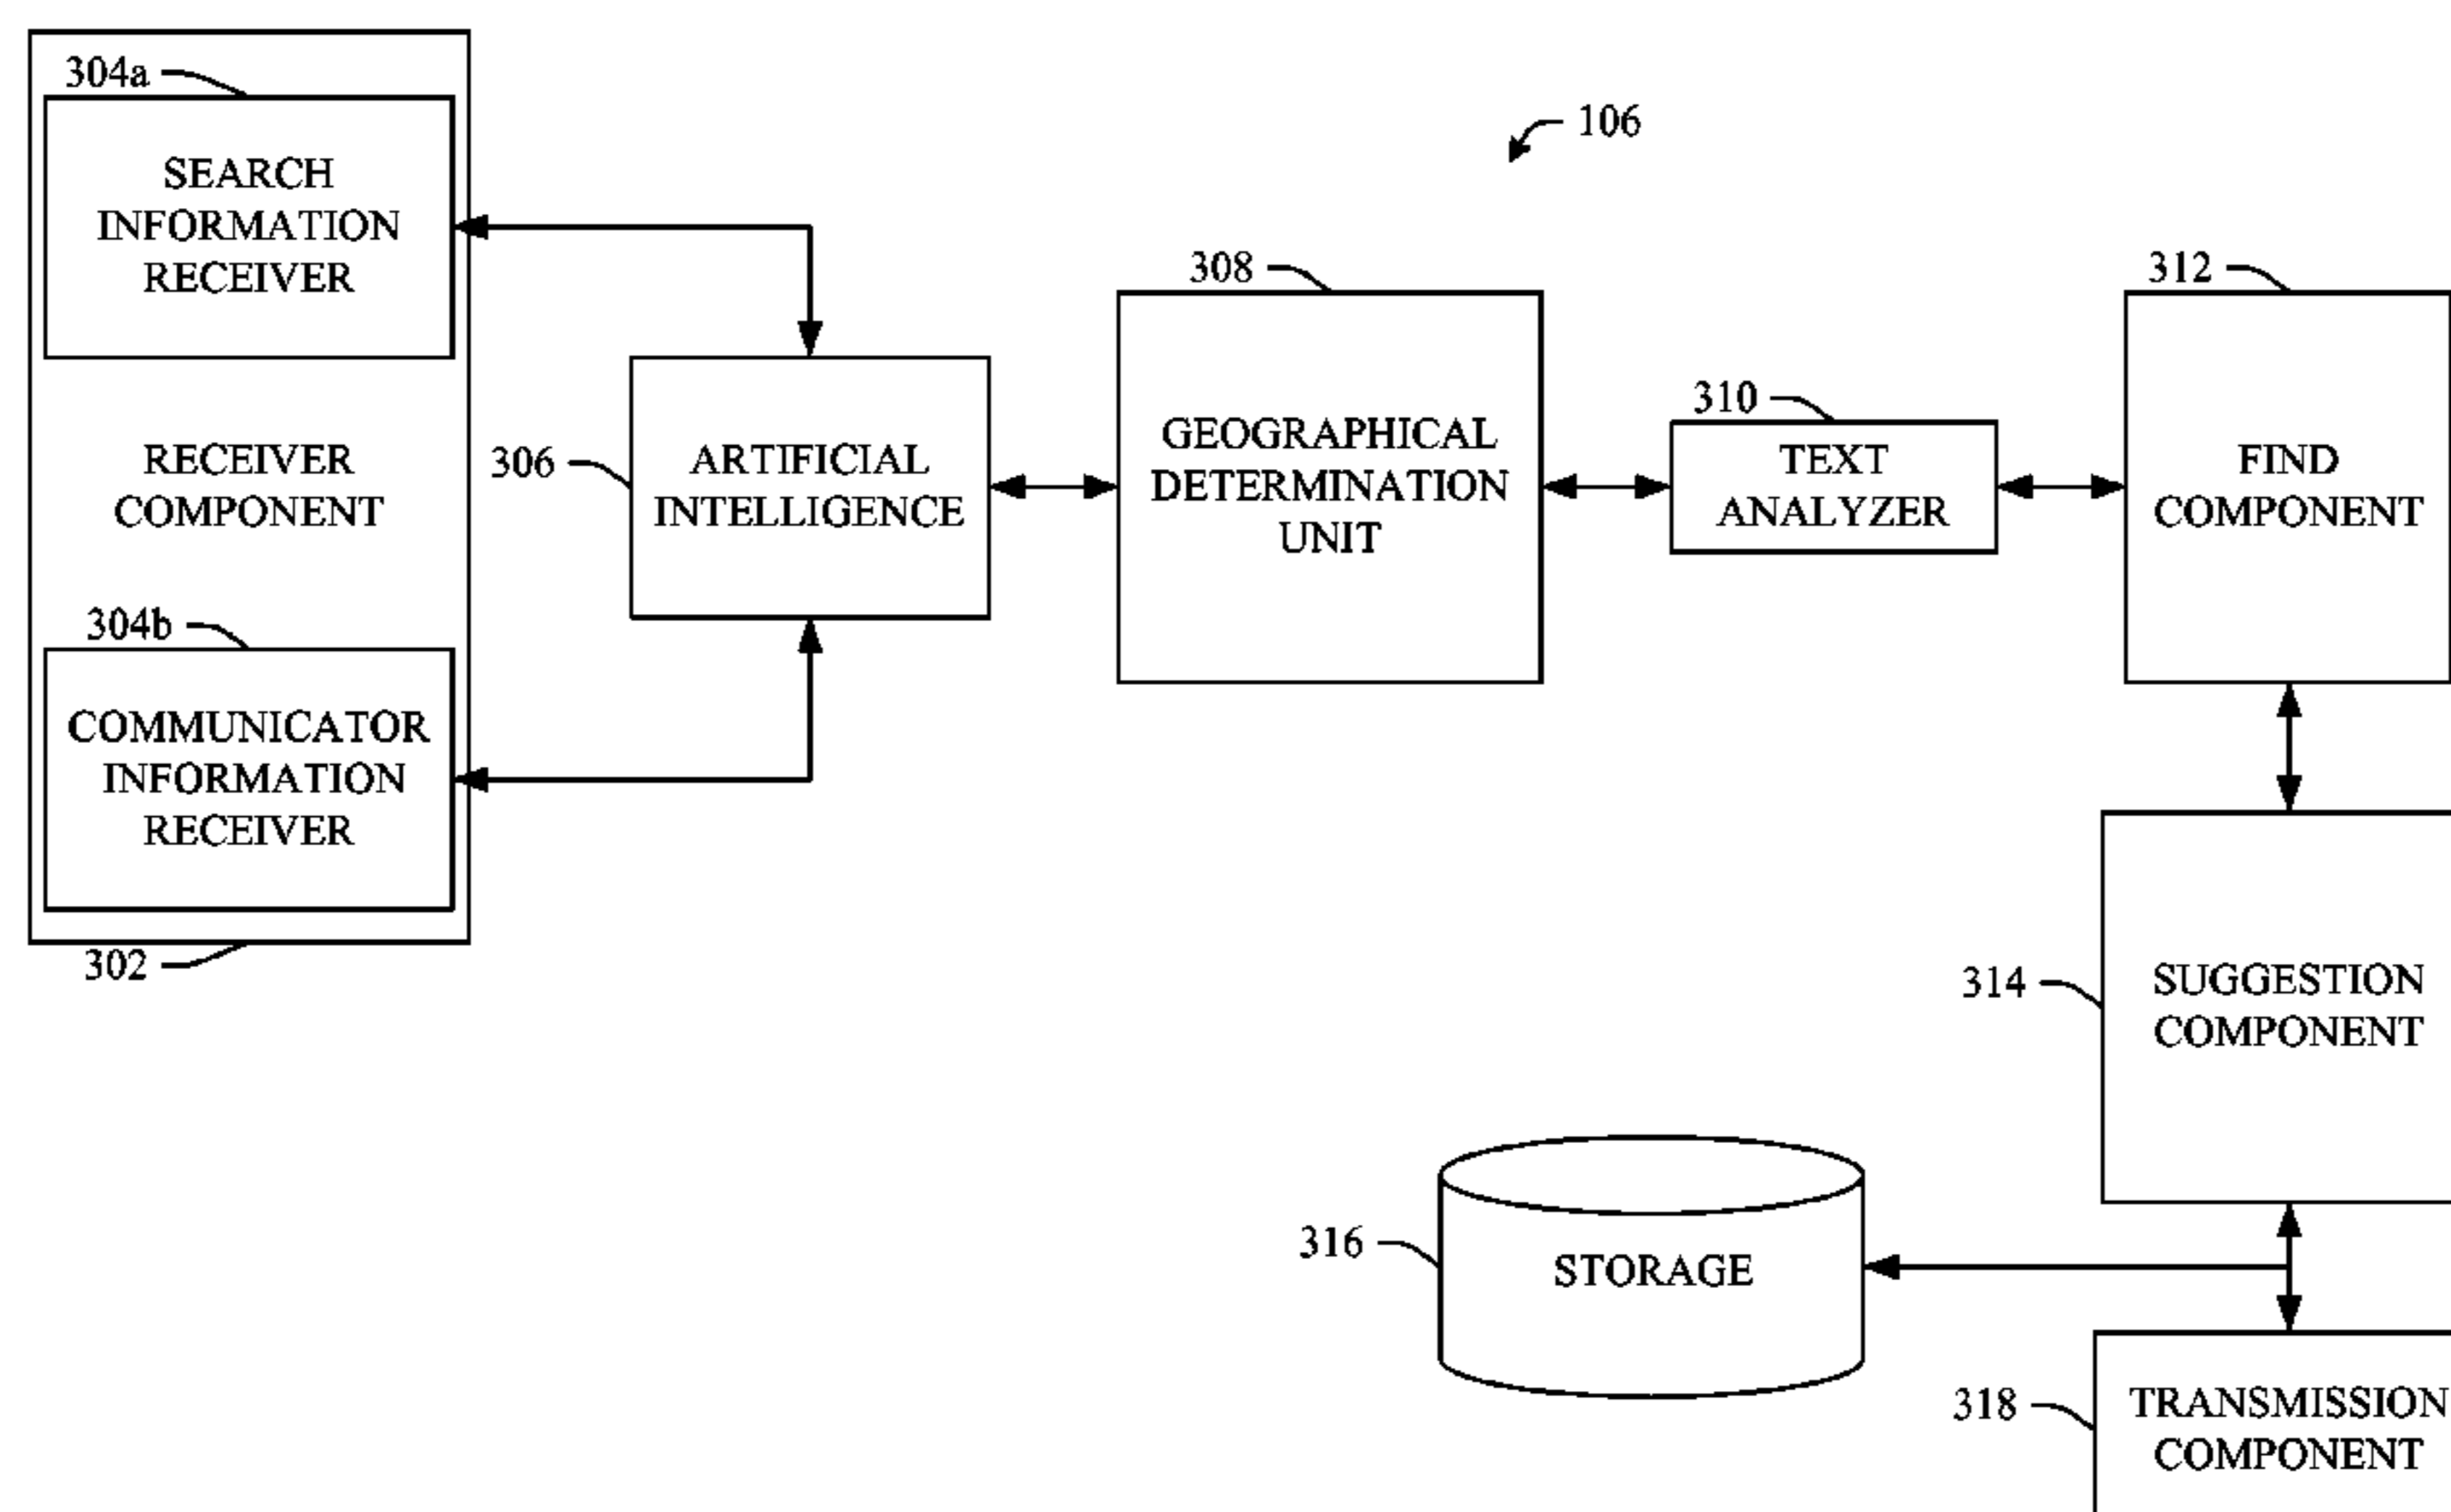 304a
SEARCH
INFORMATION
RECEIVER
RECEIVER
COMPONENT
304b
COMMUNICATOR
INFORMATION
RECEIVER
302
306
ARTIFICIAL
INTELLIGENCE
106
308
GEOGRAPHICAL
DETERMINATION
UNIT
310
TEXT
ANALYZER
312
FIND
COMPONENT
314
SUGGESTION
COMPONENT
316
STORAGE
318
TRANSMISSION
COMPONENT